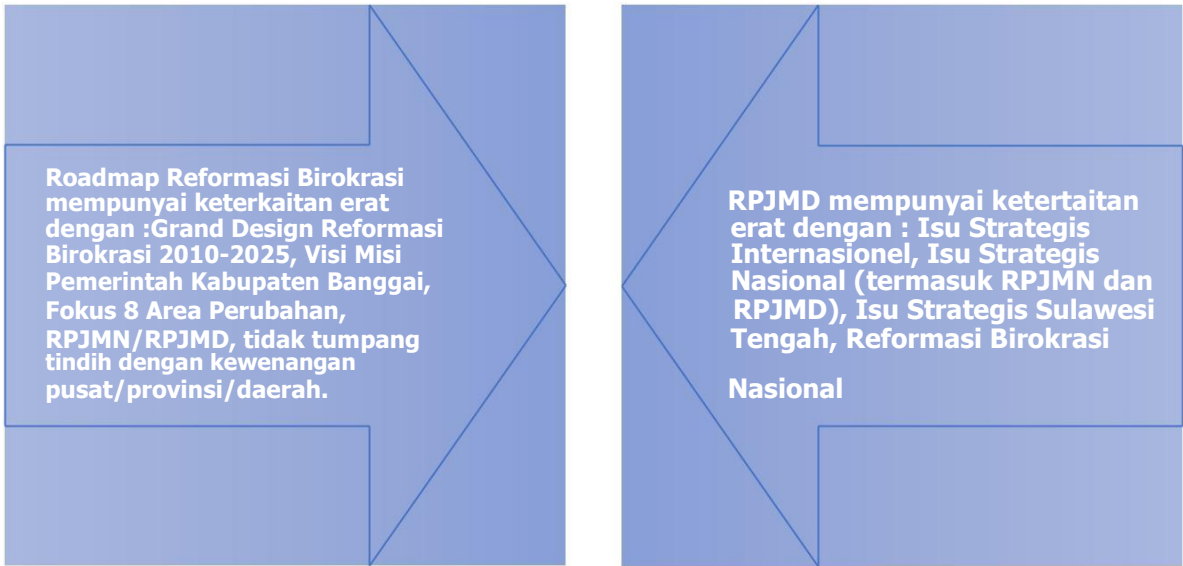 Roadmap Reformasi Birokrasi
mempunyai keterkaitan erat
dengan :Grand Design Reformasi
Birokrasi 2010-2025, Visi Misi
Pemerintah Kabupaten Banggai,
Fokus 8 Area Perubahan,
RPJMN/RPJMD, tidak tumpang
tindih dengan kewenangan
pusat/provinsi/daerah.
RPJMD mempunyai ketertaitan
erat dengan : Isu Strategis
Internasionel, Isu Strategis
Nasional (termasuk RPJMN dan
RPJMD), Isu Strategis Sulawesi
Tengah, Reformasi Birokrasi
Nasional